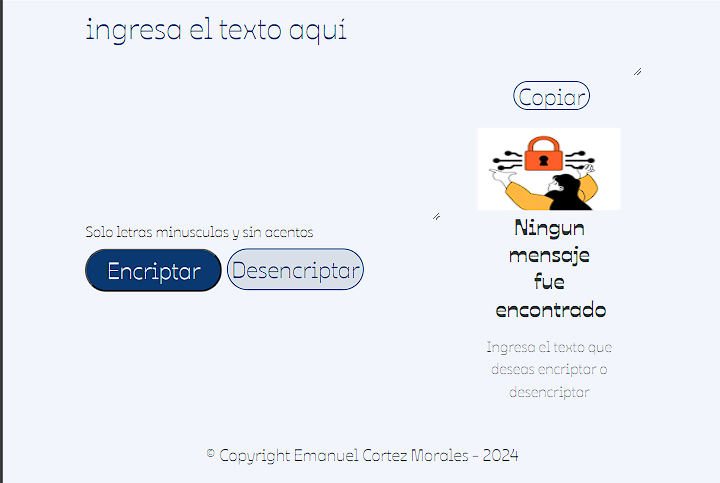 ingresa el texto aquí
Copiar
Solo letras minusculas y sin acentos
Encriptar
Desencriptar
Ningun
mensaje
fue
encontrado
Ingresa el texto que
deseas encriptar o
desencriptar
© Copyright Emanuel Cortez Morales - 2024